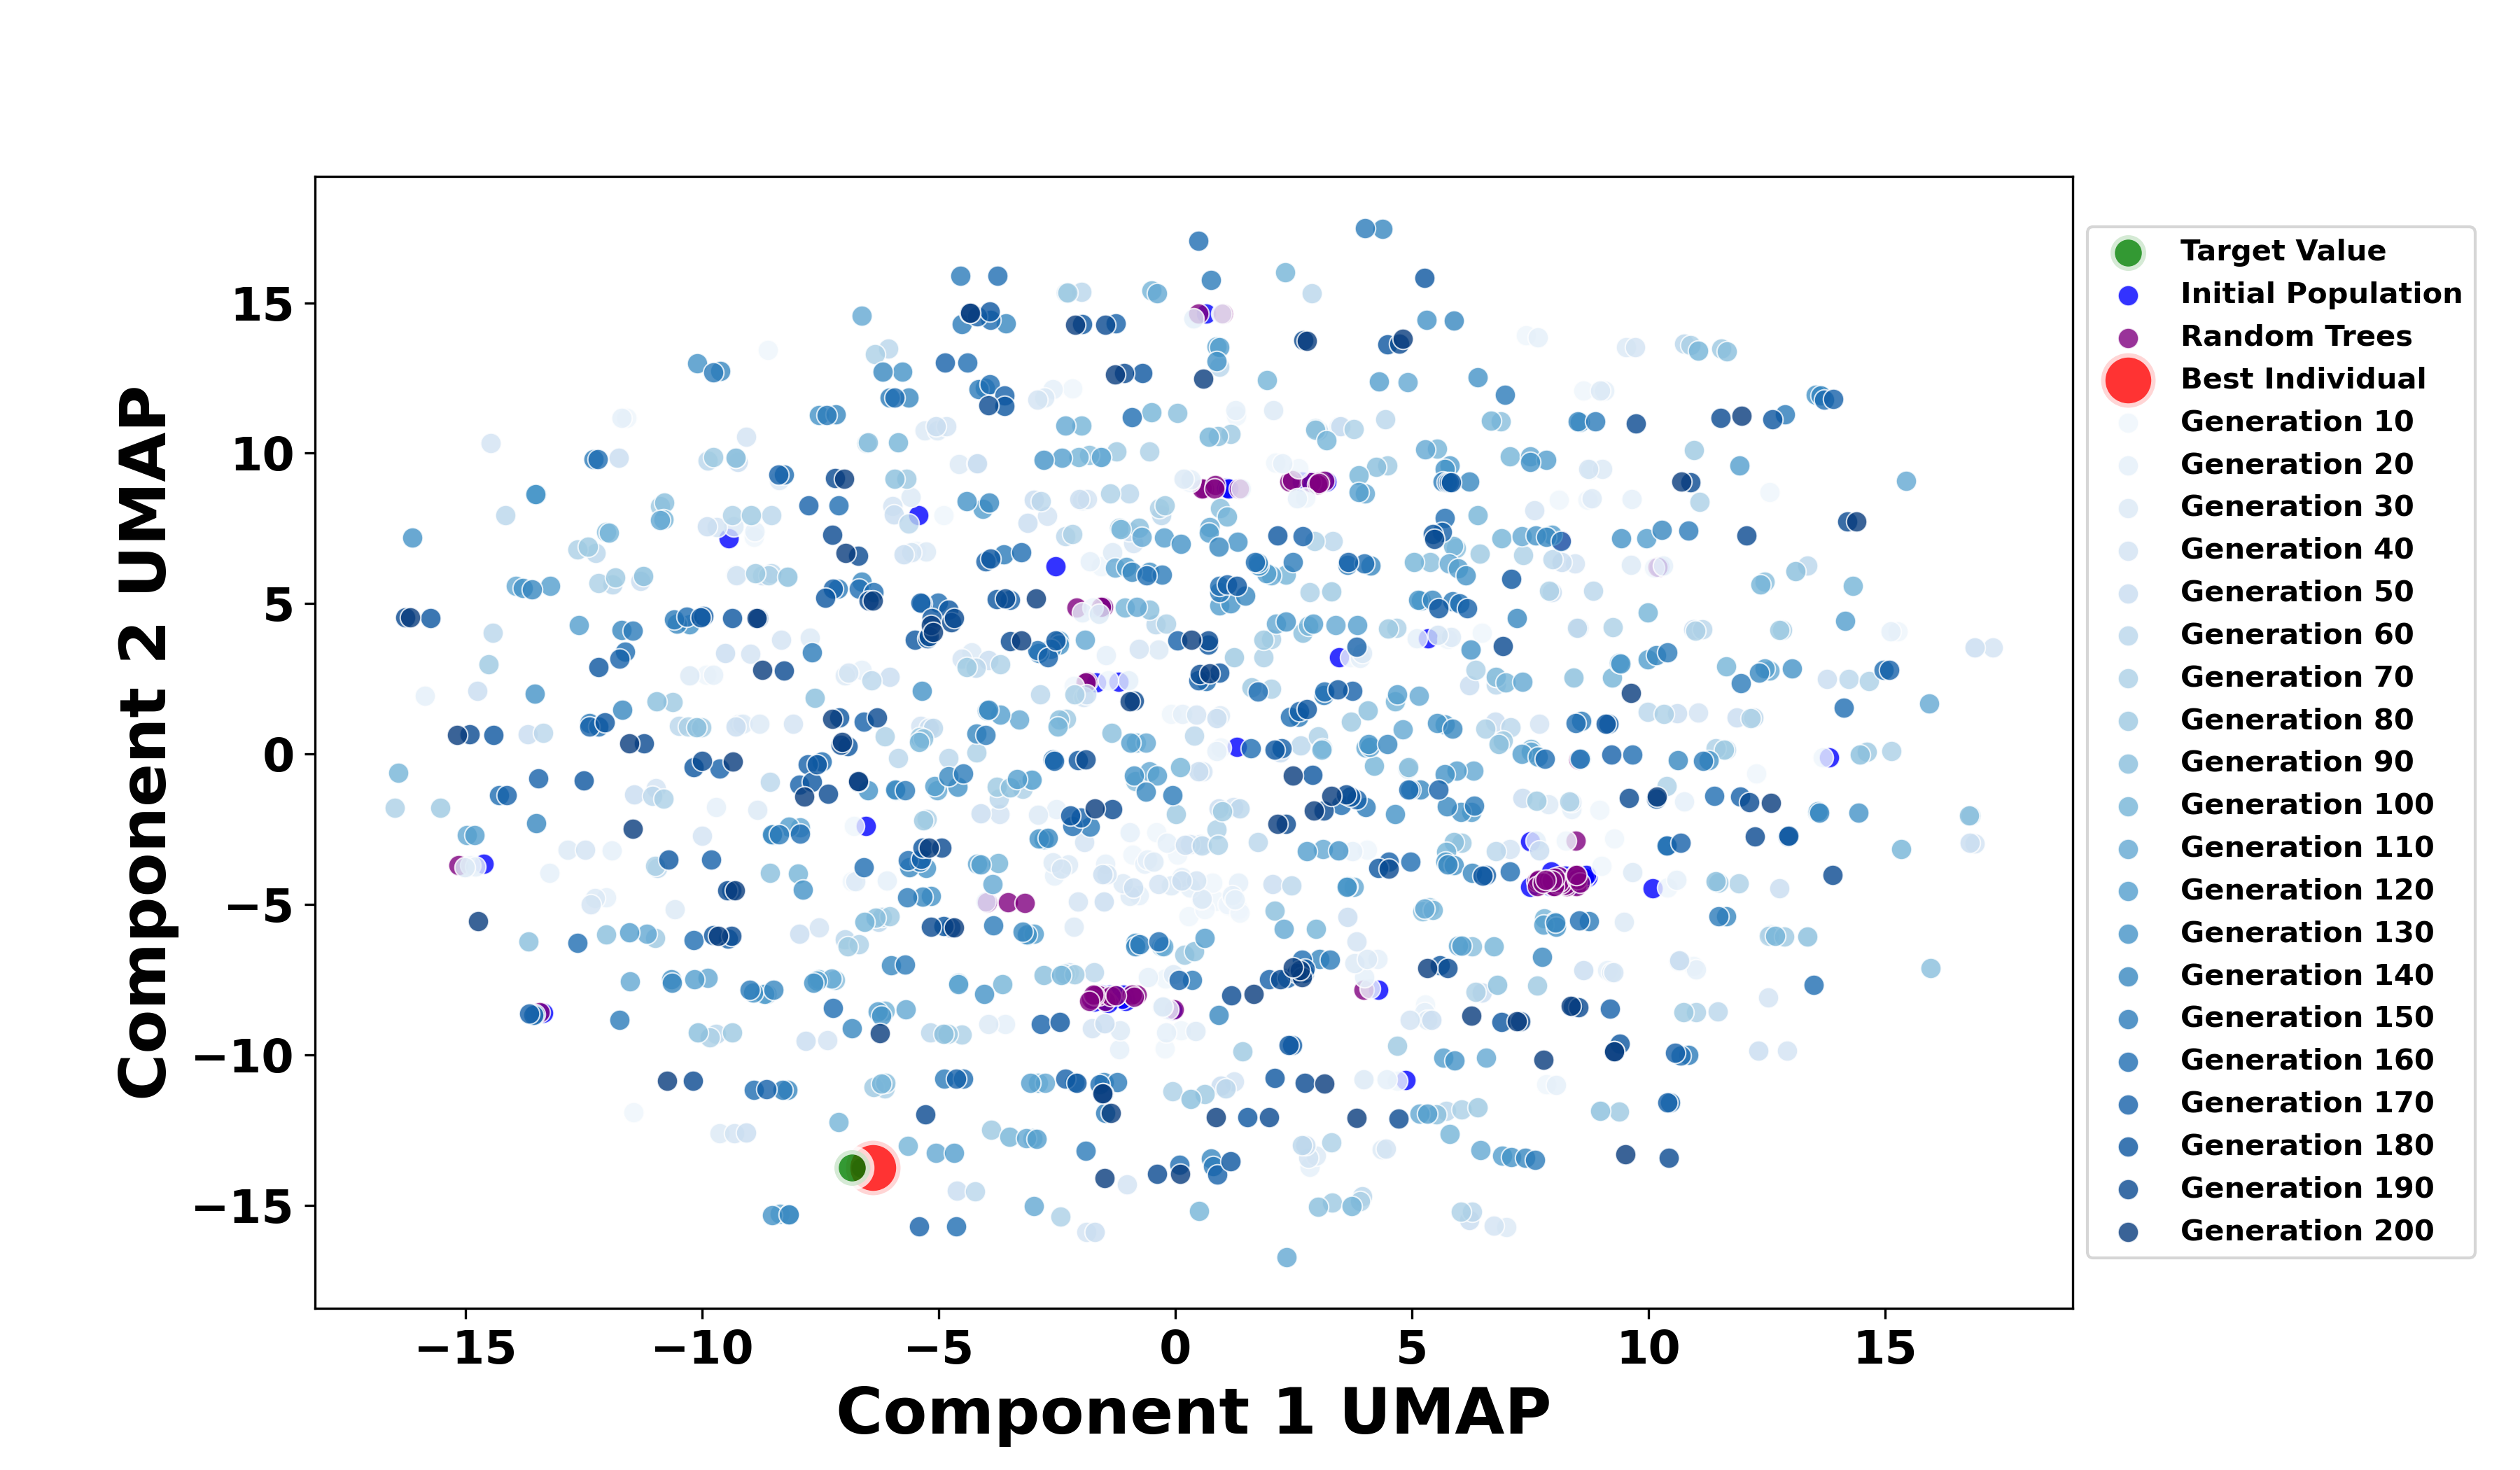 Component 2 UMAP
15
10
5
0
−5
−10
−15
−15
−10
−5
0
5
10
15
Component 1 UMAP
Target Value
Initial Population
Random Trees
Best Individual
Generation 10
Generation 20
Generation 30
Generation 40
Generation 50
Generation 60
Generation 70
Generation 80
Generation 90
Generation 100
Generation 110
Generation 120
Generation 130
Generation 140
Generation 150
Generation 160
Generation 170
Generation 180
Generation 190
Generation 200